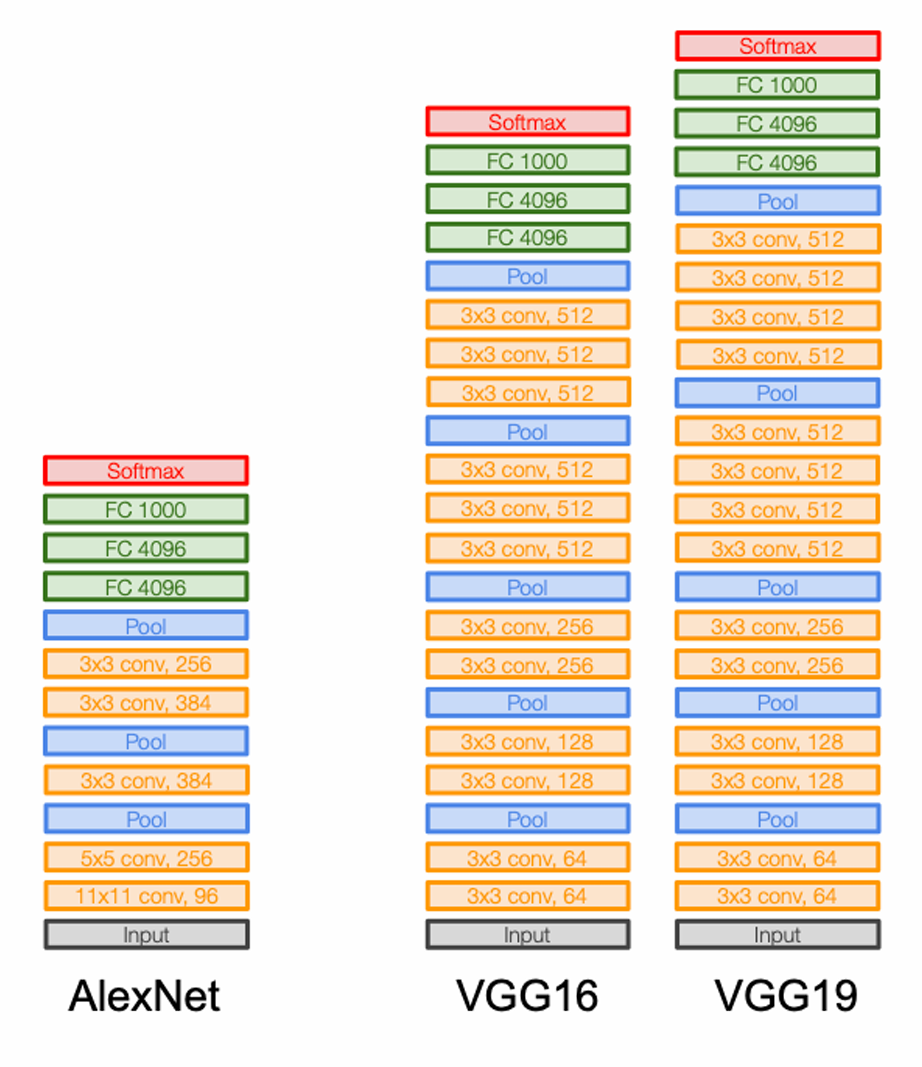 Softmax
FC 1000
FC 4096
FC 4096
Pool
3x3 conv, 256
3x3 conv, 384
Pool
3x3 conv, 384
Pool
5x5 conv, 256
11x11 conv, 96
Input
AlexNet
Softmax
FC 1000
FC 4096
FC 4096
Pool
3x3 conv, 512
3x3 conv, 512
3x3 conv, 512
Pool
3x3 conv, 512
3x3 conv, 512
3x3 conv, 512
Pool
3x3 conv, 256
3x3 conv, 256
Pool
3x3 conv, 128
3x3 conv, 128
Pool
3x3 conv, 64
3x3 conv, 64
Input
VGG16
Softmax
FC 1000
FC 4096
FC 4096
Pool
3x3 conv, 512
3x3 conv, 512
3x3 conv, 512
3x3 conv, 512
Pool
3x3 conv, 512
3x3 conv, 512
3x3 conv, 512
3x3 conv, 512
Pool
3x3 conv, 256
3x3 conv, 256
Pool
3x3 conv, 128
3x3 conv, 128
Pool
3x3 conv, 64
3x3 conv, 64
Input
VGG19